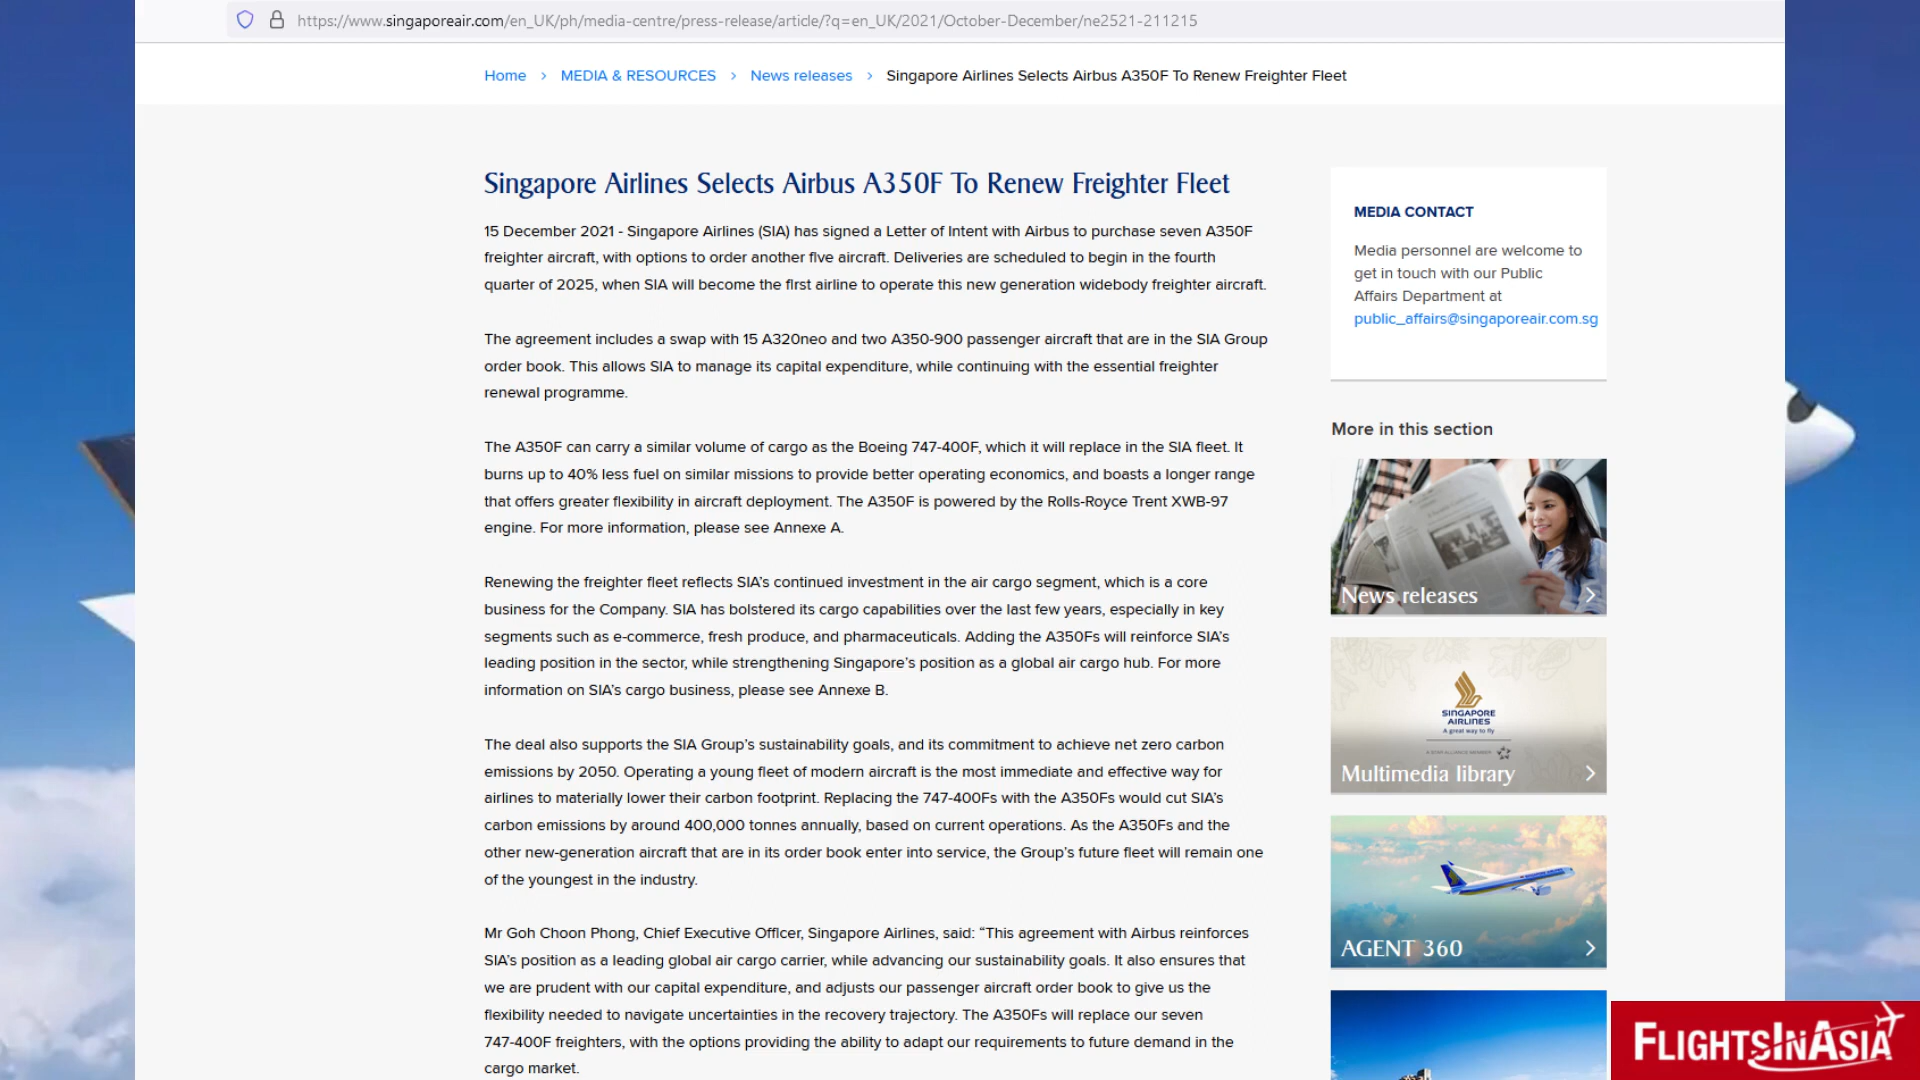 https://www.singaporeair.com/en_UK/ph/media-centre/press-release/article/?q=en_UK/2021/October-December/ne2521-211215
Home > MEDIA & RESOURCES > News releases > Singapore Airlines Selects Airbus A350F To Renew Freighter Fleet
Singapore Airlines Selects Airbus A350F To Renew Freighter Fleet
15 December 2021 - Singapore Airlines (SIA) has signed a Letter of Intent with Airbus to purchase seven A350F
freighter aircraft, with options to order another five aircraft. Deliveries are scheduled to begin in the fourth
quarter of 2025, when SIA will become the first airline to operate this new generation widebody freighter aircraft.
The agreement includes a swap with 15 A320neo and two A350-900 passenger aircraft that are in the SIA Group
order book. This allows SIA to manage its capital expenditure, while continuing with the essential freighter
renewal programme.
The A350F can carry a similar volume of cargo as the Boeing 747-400F, which it will replace in the SIA fleet. It
burns up to 40% less fuel on similar missions to provide better operating economics, and boasts a longer range
that offers greater flexibility in aircraft deployment. The A350F is powered by the Rolls-Royce Trent XWB-97
engine. For more information, please see Annexe A.
Renewing the freighter fleet reflects SIA's continued investment in the air cargo segment, which is a core
business for the Company. SIA has bolstered its cargo capabilities over the last few years, especially in key
segments such as e-commerce, fresh produce, and pharmaceuticals. Adding the A350Fs will reinforce SIA's
leading position in the sector, while strengthening Singapore's position as a global air cargo hub. For more
information on SIA's cargo business, please see Annexe B.
The deal also supports the SIA Group's sustainability goals, and its commitment to achieve net zero carbon
emissions by 2050. Operating a young fleet of modern aircraft is the most immediate and effective way for
airlines to materially lower their carbon footprint. Replacing the 747-400Fs with the A350Fs would cut SIA's
carbon emissions by around 400,000 tonnes annually, based on current operations. As the A350Fs and the
other new-generation aircraft that are in its order book enter into service, the Group's future fleet will remain one
of the youngest in the industry.
Mr Goh Choon Phong, Chief Executive Officer, Singapore Airlines, said: “This agreement with Airbus reinforces
SIA's position as a leading global air cargo carrier, while advancing our sustainability goals. It also ensures that
we are prudent with our capital expenditure, and adjusts our passenger aircraft order book to give us the
flexibility needed to navigate uncertainties in the recovery trajectory. The A350Fs will replace our seven
747-400F freighters, with the options providing the ability to adapt our requirements to future demand in the
cargo market.
MEDIA CONTACT
Media personnel are welcome to
get in touch with our Public
Affairs Department at
public_affairs@singaporeair.com.sg
More in this section
News releases
SINGAPORE
AIRLINES
A great way to fly
A STAR ALLIANCE MEMBER
Multimedia library
AGENT 360
FLIGHTSINASIA